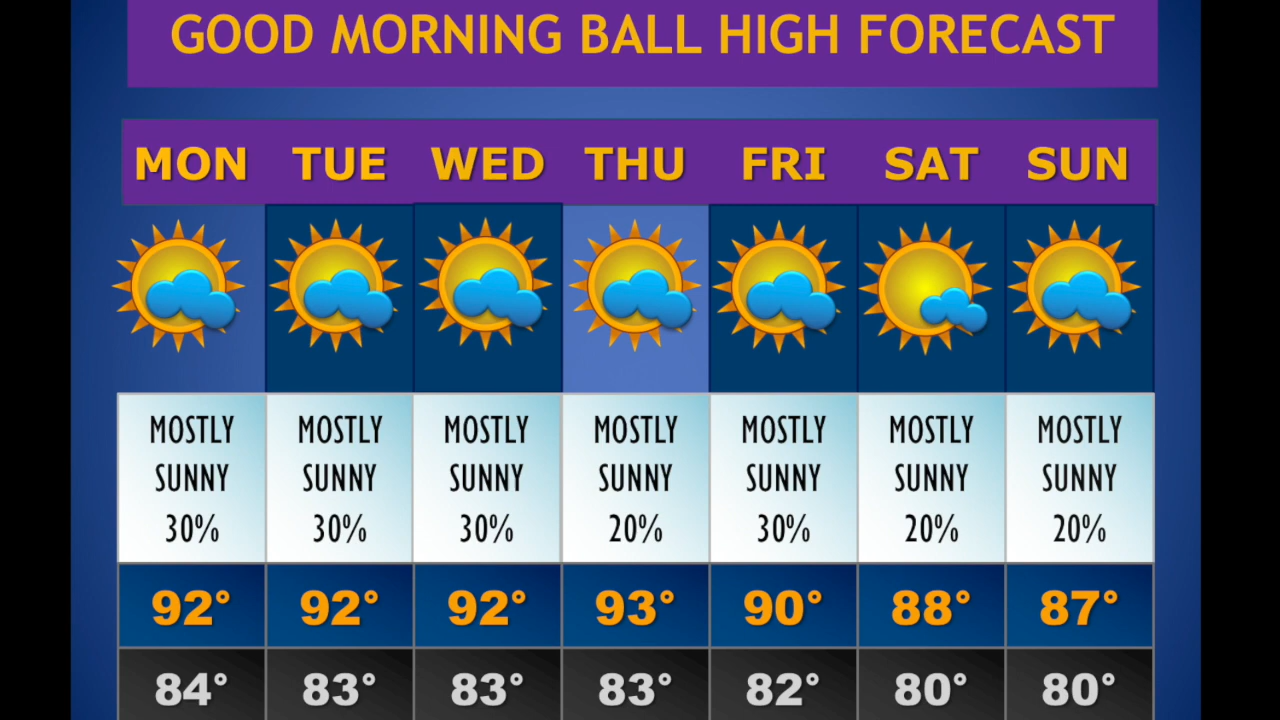 GOOD MORNING BALL HIGH FORECAST
MON TUE WED THU FRI SAT SUN
MOSTLY MOSTLY MOSTLY MOSTLY MOSTLY MOSTLY MOSTLY
SUNNY SUNNY SUNNY SUNNY SUNNY SUNNY SUNNY
30% 30% 30% 20% 30% 20% 20%
92° 92° 92° 93° 90° 88° 87°
84° 83° 83° 83° 82° 80° 80°